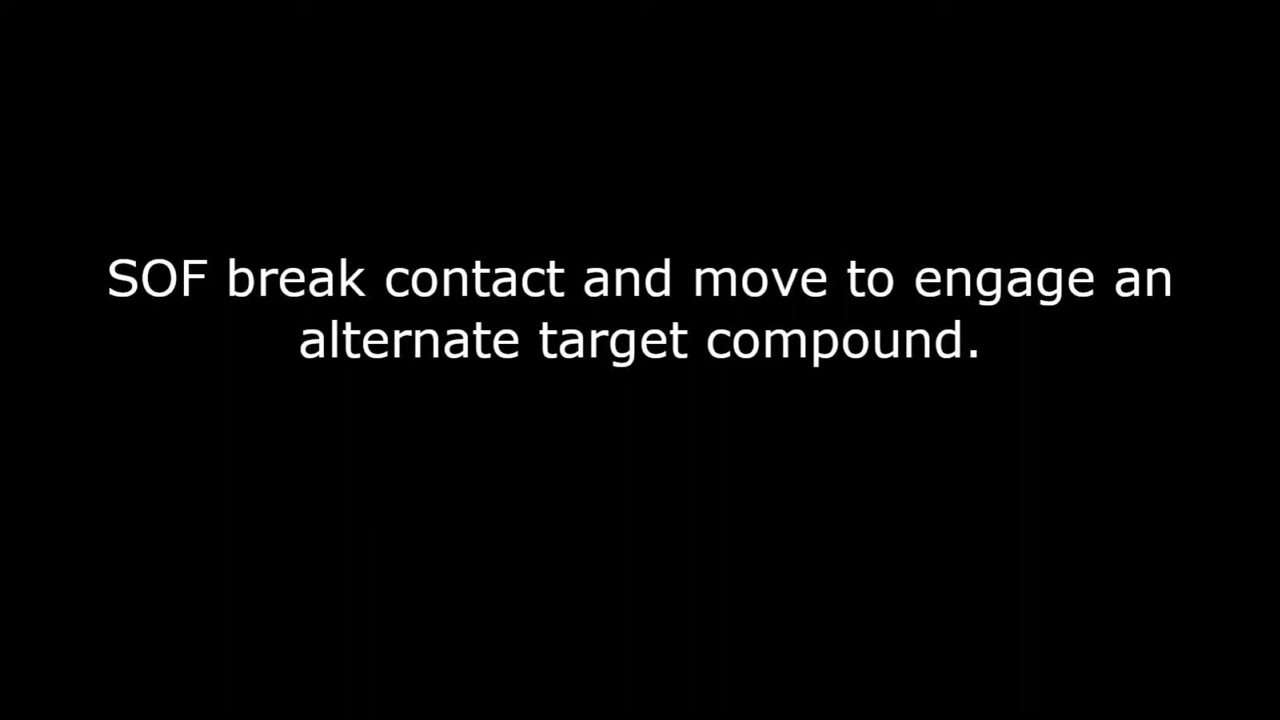 SOF break contact and move to engage an
alternate target compound.